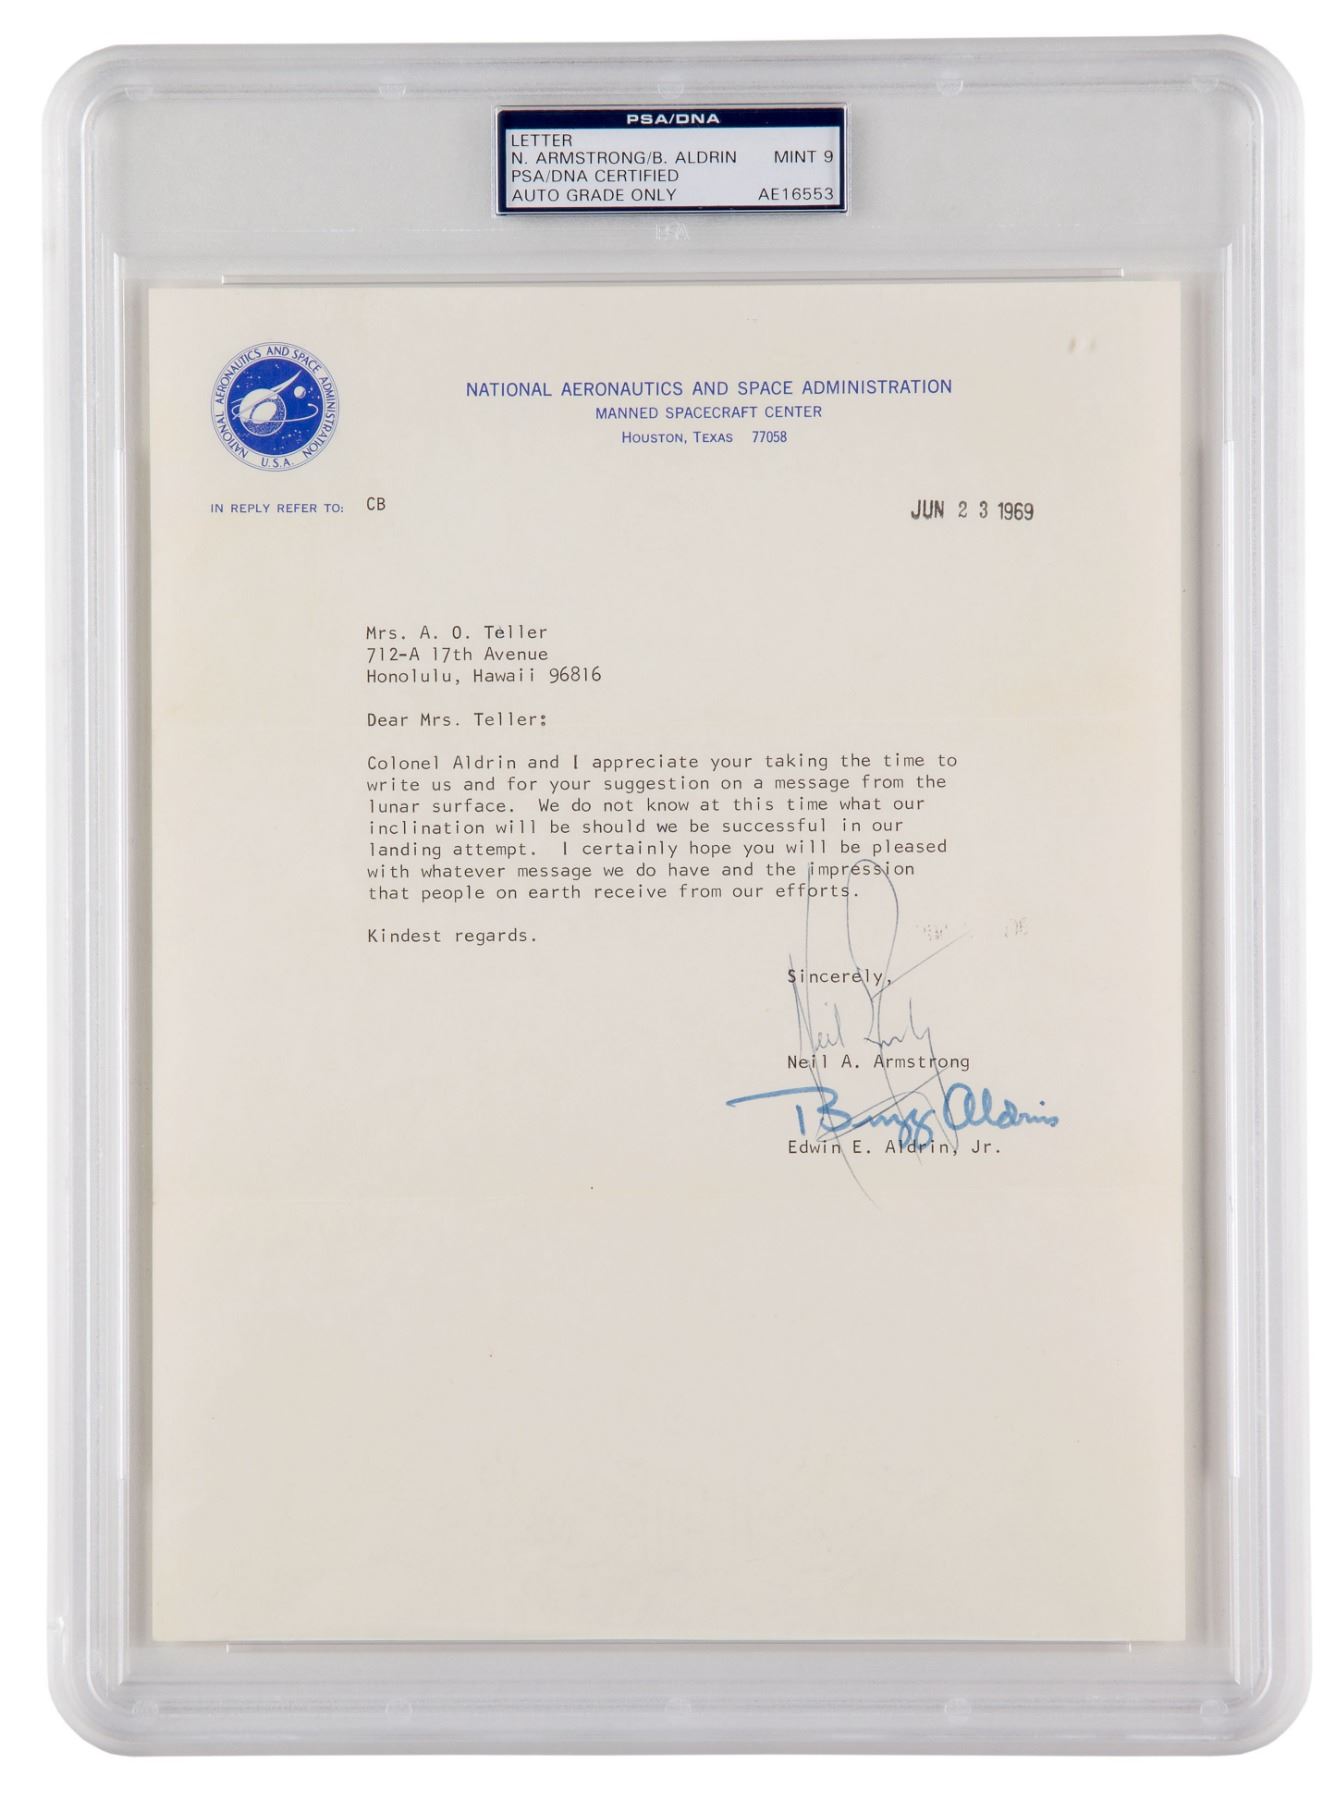 PSA/DNA
LETTER
N. ARMSTRONG/B. ALDRIN MINT 9
PSA/DNA CERTIFIED
AUTO GRADE ONLY AE16553
NATIONAL AERONAUTICS AND SPACE ADMINISTRATION
U.S.A.
NATIONAL AERONAUTICS AND SPACE ADMINISTRATION
MANNED SPACECRAFT CENTER
HOUSTON, TEXAS 77058
IN REPLY REFER TO: CB
JUN 23 1969
Mrs. A. O. Teller
712-A 17th Avenue
Honolulu, Hawaii 96816
Dear Mrs. Teller:
Colonel Aldrin and I appreciate your taking the time to
write us and for your suggestion on a message from the
lunar surface. We do not know at this time what our
inclination will be should we be successful in our
landing attempt. I certainly hope you will be pleased
with whatever message we do have and the impression
that people on earth receive from our efforts.
Kindest regards.
Sincerely,
Neil Armstrong
Neil A. Armstrong
Buzz Aldrin
Edwin E. Aldrin, Jr.